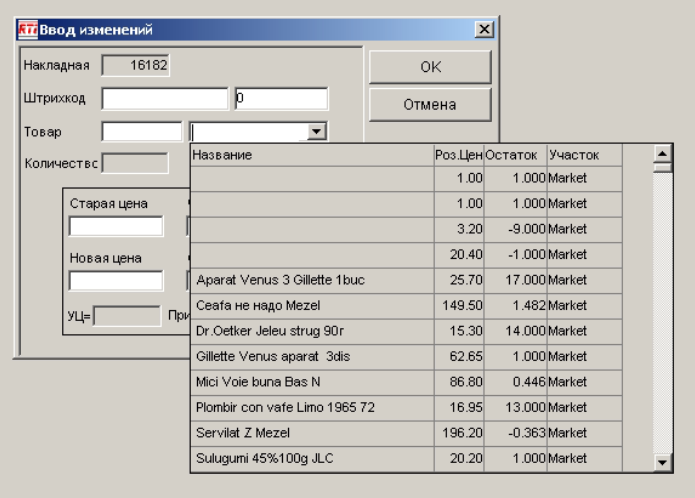 RTi Ввод изменений
Накладная 16182
OK
Штрихкод 0
Отмена
Товар
Количествс
Название Роз.Цен Остаток Участок
1.00 1.000 Market
1.00 1.000 Market
3.20 -9.000 Market
20.40 -1.000 Market
Aparat Venus 3 Gillette 1buc 25.70 17.000 Market
Ceafa не надо Mezel 149.50 1.482 Market
Dr.Oetker Jeleu strug 90г 15.30 14.000 Market
Gillette Venus aparat 3dis 62.65 1.000 Market
Mici Voie buna Bas N 86.80 0.446 Market
Plombir con vafe Limo 1965 72 16.95 13.000 Market
Servilat Z Mezel 196.20 -0.363 Market
Sulugumi 45%100g JLC 20.20 1.000 Market
Старая цена
Новая цена
УЦ=
При